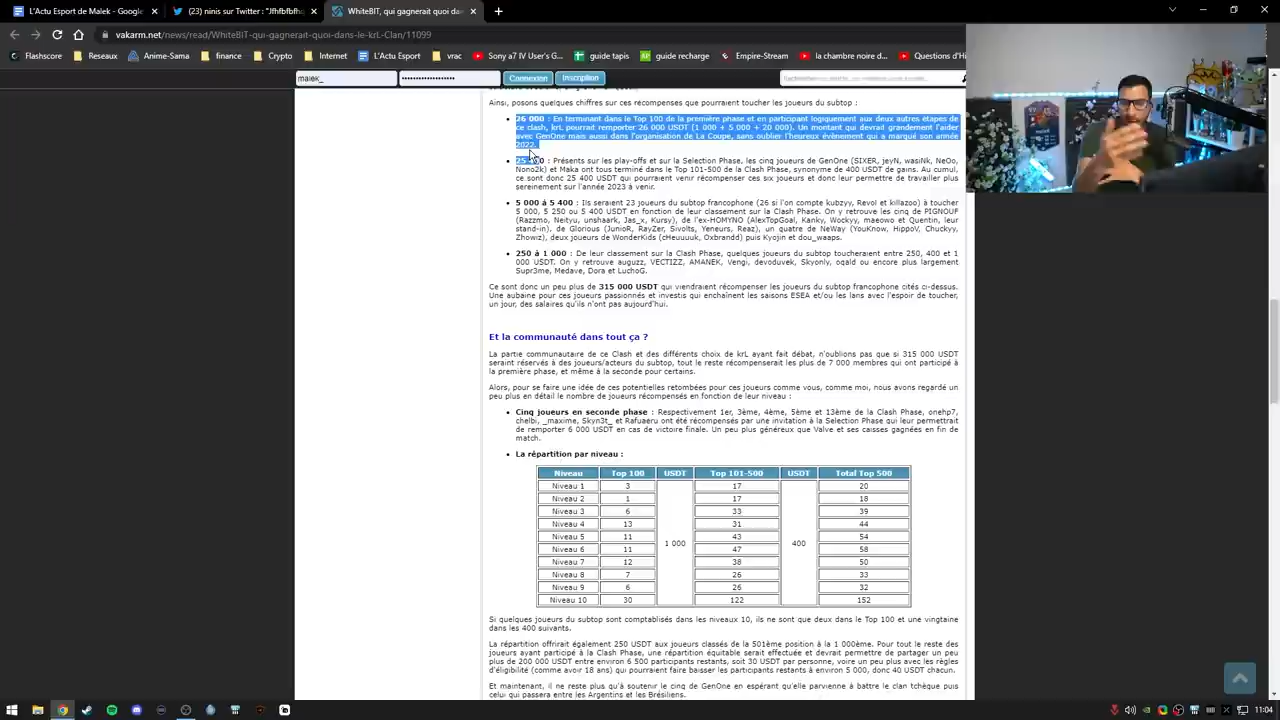 L'Actu Esport de Malek - Google
(23) ninis sur Twitter : "Jfhfbfbdb
WhiteBIT - qui gagnerait quoi dan
vakarm.net/news/read/WhiteBIT-qui-gagnerait-quoi-dans-le-krL-Clan/11099
Flashscore
Renault
Anime-Sama
Finance
Crypto
Internet
L'Actu Esport
vrac
Sony a7 IV User's G...
guide tapis
guide recharge
Empire-Stream
la chambre noire d...
Questions d'Hi
malek_
Connexion
Inscription
Ainsi, posons quelques chiffres sur ces récompenses que pourraient toucher les joueurs du subtop :
26 000 : En terminant dans le Top 100 de la première phase et en participant logiquement aux deux autres étapes de
ce clash, krL pourrait remporter 26 000 USDT (1 000 + 5 000 + 20 000). Un montant qui devrait grandement l'aider
avec GenOne mais aussi dans l'organisation de La Coupe, sans oublier l'heureux évènement qui a marqué son année
2022.
: Présents sur les play-offs et sur la Selection Phase, les cinq joueurs de GenOne (SIXER, jeyN, wasiNk, NeOo,
Nono2k) et Maka ont tous terminé dans le Top 101-500 de la Clash Phase, synonyme de 400 USDT de gains. Au cumul,
ce sont donc 25 400 USDT qui pourraient venir récompenser ces six joueurs et donc leur permettre de travailler plus
sereinement sur l'année 2023 à venir.
5 000 à 5 400 : Ils seraient 23 joueurs du subtop francophone (26 si l'on compte kubzyy, Revol et killazoo) à toucher
5 000, 5 250 ou 5 400 USDT en fonction de leur classement sur la Clash Phase. On y retrouve les cinq de PIGNOUF
(Razzmo, Neityu, unshaark, Jas_x, Kursy), de l'ex-HOMYNO (AlexTopGoal, Kanky, Wockyy, maeowo et Quentin, leur
stand-in), de Glorious (JunioR, RayZer, Sivolts, Yeneurs, Reaz), un quatre de NeWay (YouKnow, HippoV, Chuckyy,
Zhowiz), deux joueurs de WonderKids (cHeuuuuk, Oxbrandd) puis Kyojin et dou_waaps.
250 à 1 000 : De leur classement sur la Clash Phase, quelques joueurs du subtop toucheraient entre 250, 400 et 1
000 USDT. On y retrouve auguzz, VECTIZZ, AMANEK, Vengi, devoduvek, Skyonly, oqald ou encore plus largement
Supr3me, Medave, Dora et LuchoG.
Ce sont donc un peu plus de 315 000 USDT qui viendraient récompenser les joueurs du subtop francophone cités ci-dessus.
Une aubaine pour ces joueurs passionnés et investis qui enchaînent les saisons ESEA et/ou les lans avec l'espoir de toucher,
un jour, des salaires qu'ils n'ont pas aujourd'hui.
Et la communauté dans tout ça ?
La partie communautaire de ce Clash et des différents choix de krL ayant fait débat, n'oublions pas que si 315 000 USDT
seraient réservés à des joueurs/acteurs du subtop, tout le reste récompenserait les plus de 7 000 membres qui ont participé à
la première phase, et même à la seconde pour certains.
Alors, pour se faire une idée de ces potentielles retombées pour ces joueurs comme vous, comme moi, nous avons regardé un
peu plus en détail le nombre de joueurs récompensés en fonction de leur niveau :
Cinq joueurs en seconde phase : Respectivement 1er, 3ème, 4ème, 5ème et 13ème de la Clash Phase, onehp7,
chelbi, _maxime, Skyn3t_ et Rafuaeru ont été récompensés par une invitation à la Selection Phase qui leur permettrait
de remporter 6 000 USDT en cas de victoire finale. Un peu plus généreux que Valve et ses caisses gagnées en fin de
match.
La répartition par niveau :
Niveau Top 100 USDT Top 101-500 USDT Total Top 500
Niveau 1 3 17 20
Niveau 2 1 17 18
Niveau 3 6 33 39
Niveau 4 13 31 44
Niveau 5 11 43 54
1 000 400
Niveau 6 11 47 58
Niveau 7 12 38 50
Niveau 8 7 26 33
Niveau 9 6 26 32
Niveau 10 30 122 152
Si quelques joueurs du subtop sont comptabilisés dans les niveaux 10, ils ne sont que deux dans le Top 100 et une vingtaine
dans les 400 suivants.
La répartition offrirait également 250 USDT aux joueurs classés de la 501ème position à la 1 000ème. Pour tout le reste des
joueurs ayant participé à la Clash Phase, une répartition équitable serait effectuée et devrait permettre de partager un peu
plus de 200 000 USDT entre environ 6 500 participants restants, soit 30 USDT par personne, voire un peu plus avec les règles
d'éligibilité (comme avoir 18 ans) qui pourraient faire baisser les participants restants à environ 5 000, donc 40 USDT chacun.
Et maintenant, il ne reste plus qu'à soutenir le cinq de GenOne en espérant qu'elle parvienne à battre le clan tchèque puis
celui qui passera entre les Argentins et les Brésiliens.
11:04